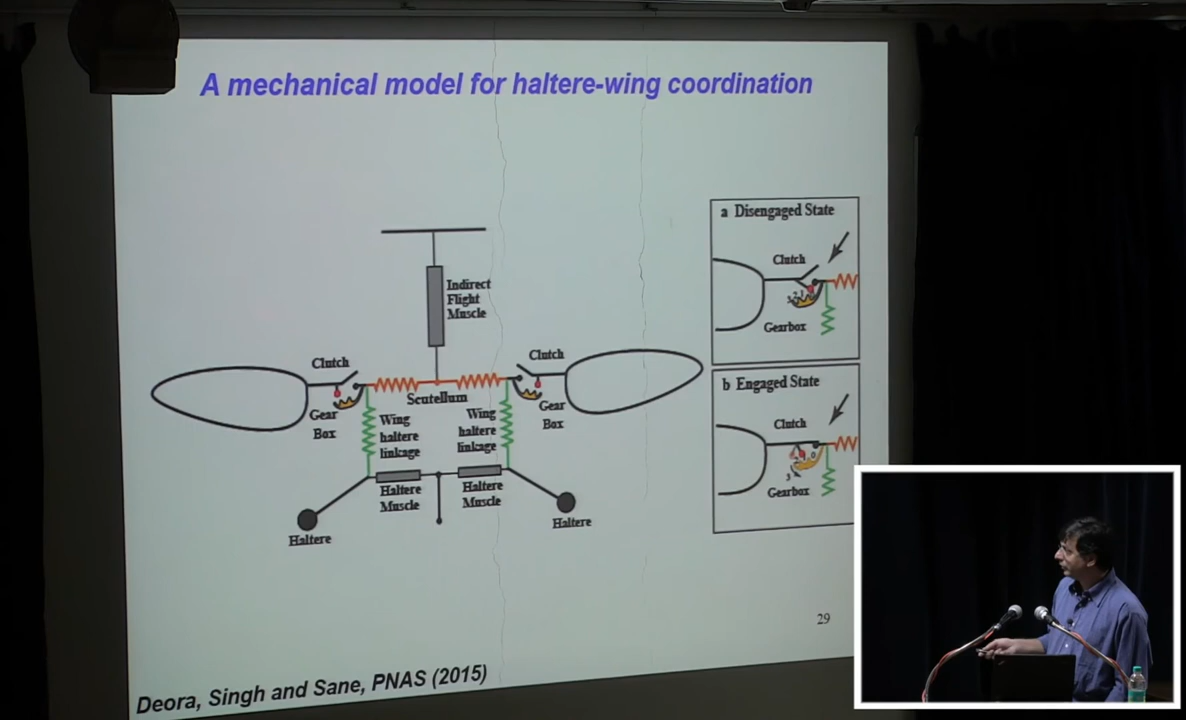 A mechanical model for haltere-wing coordination
Indirect
Flight
Muscle
Clutch
Gear
Box
Clutch
Gear
Box
Scutellum
Wing
haltere
linkage
Wing
haltere
linkage
Haltere
Muscle
Haltere
Muscle
Haltere
Haltere
a Disengaged State
Clutch
Gearbox
b Engaged State
Clutch
Gearbox
29
Deora, Singh and Sane, PNAS (2015)